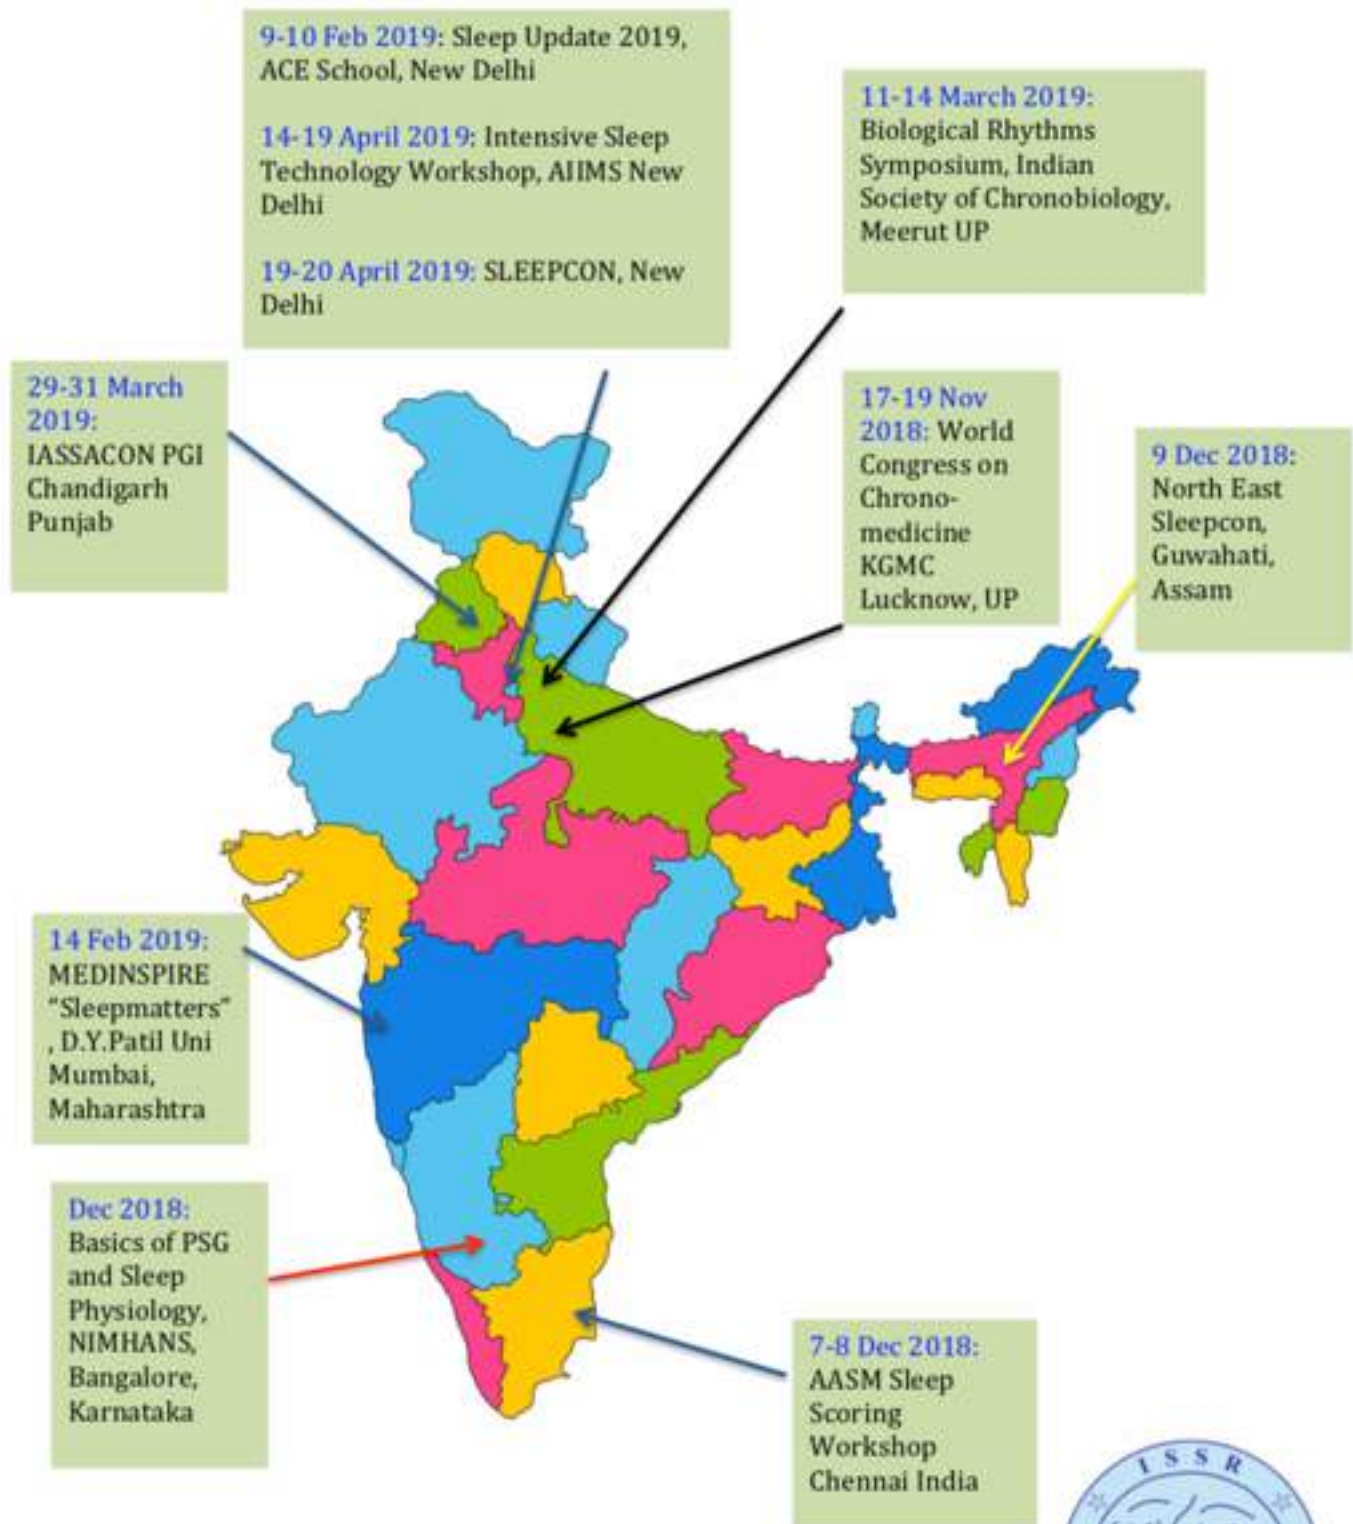 9-10 Feb 2019: Sleep Update 2019,
ACE School, New Delhi
14-19 April 2019: Intensive Sleep
Technology Workshop, AIIMS New
Delhi
19-20 April 2019: SLEEPCON, New
Delhi
11-14 March 2019:
Biological Rhythms
Symposium, Indian
Society of Chronobiology,
Meerut UP
29-31 March
2019:
IASSACON PGI
Chandigarh
Punjab
17-19 Nov
2018: World
Congress on
Chrono-
medicine
KGMC
Lucknow, UP
9 Dec 2018:
North East
Sleepcon,
Guwahati,
Assam
14 Feb 2019:
MEDINSPIRE
"Sleepmatters"
, D.Y.Patil Uni
Mumbai,
Maharashtra
Dec 2018:
Basics of PSG
and Sleep
Physiology,
NIMHANS,
Bangalore,
Karnataka
7-8 Dec 2018:
AASM Sleep
Scoring
Workshop
Chennai India
I S S R